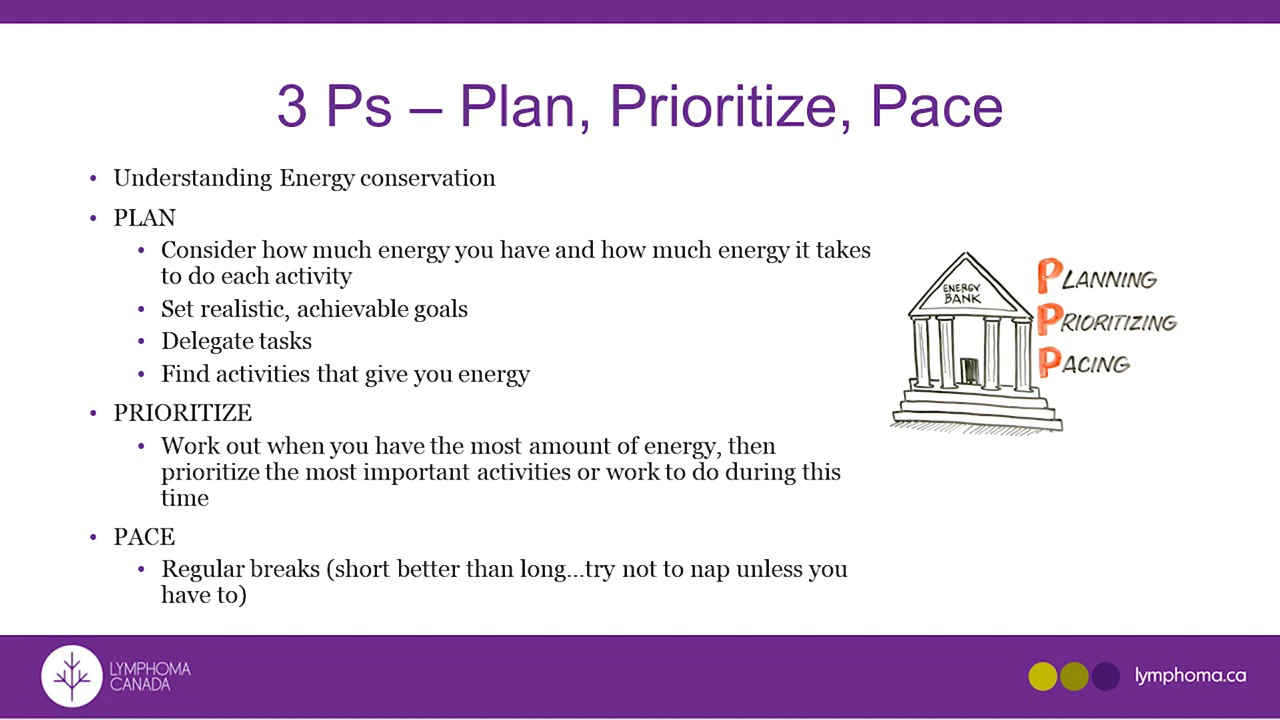 3 Ps – Plan, Prioritize, Pace
• Understanding Energy conservation
• PLAN
• Consider how much energy you have and how much energy it takes
to do each activity
• Set realistic, achievable goals
• Delegate tasks
• Find activities that give you energy
• PRIORITIZE
• Work out when you have the most amount of energy, then
prioritize the most important activities or work to do during this
time
• PACE
• Regular breaks (short better than long...try not to nap unless you
have to)
ENERGY
BANK
PLANNING
PRIORITIZING
PACING
LYMPHOMA
CANADA
lymphoma.ca